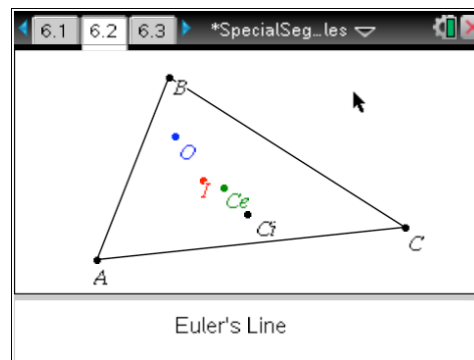 6.1 6.2 6.3 *SpecialSeg...les
B
O
I
Ce
Ci
C
A
Euler's Line